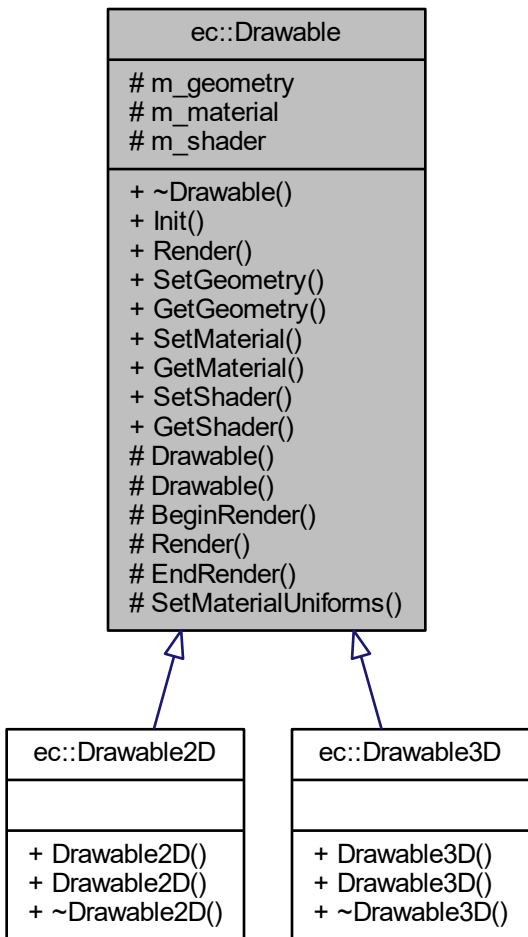 ec::Drawable
# m_geometry
# m_material
# m_shader
+ ~Drawable()
+ Init()
+ Render()
+ SetGeometry()
+ GetGeometry()
+ SetMaterial()
+ GetMaterial()
+ SetShader()
+ GetShader()
# Drawable()
# Drawable()
# BeginRender()
# Render()
# EndRender()
# SetMaterialUniforms()
ec::Drawable2D
+ Drawable2D()
+ Drawable2D()
+ ~Drawable2D()
ec::Drawable3D
+ Drawable3D()
+ Drawable3D()
+ ~Drawable3D()